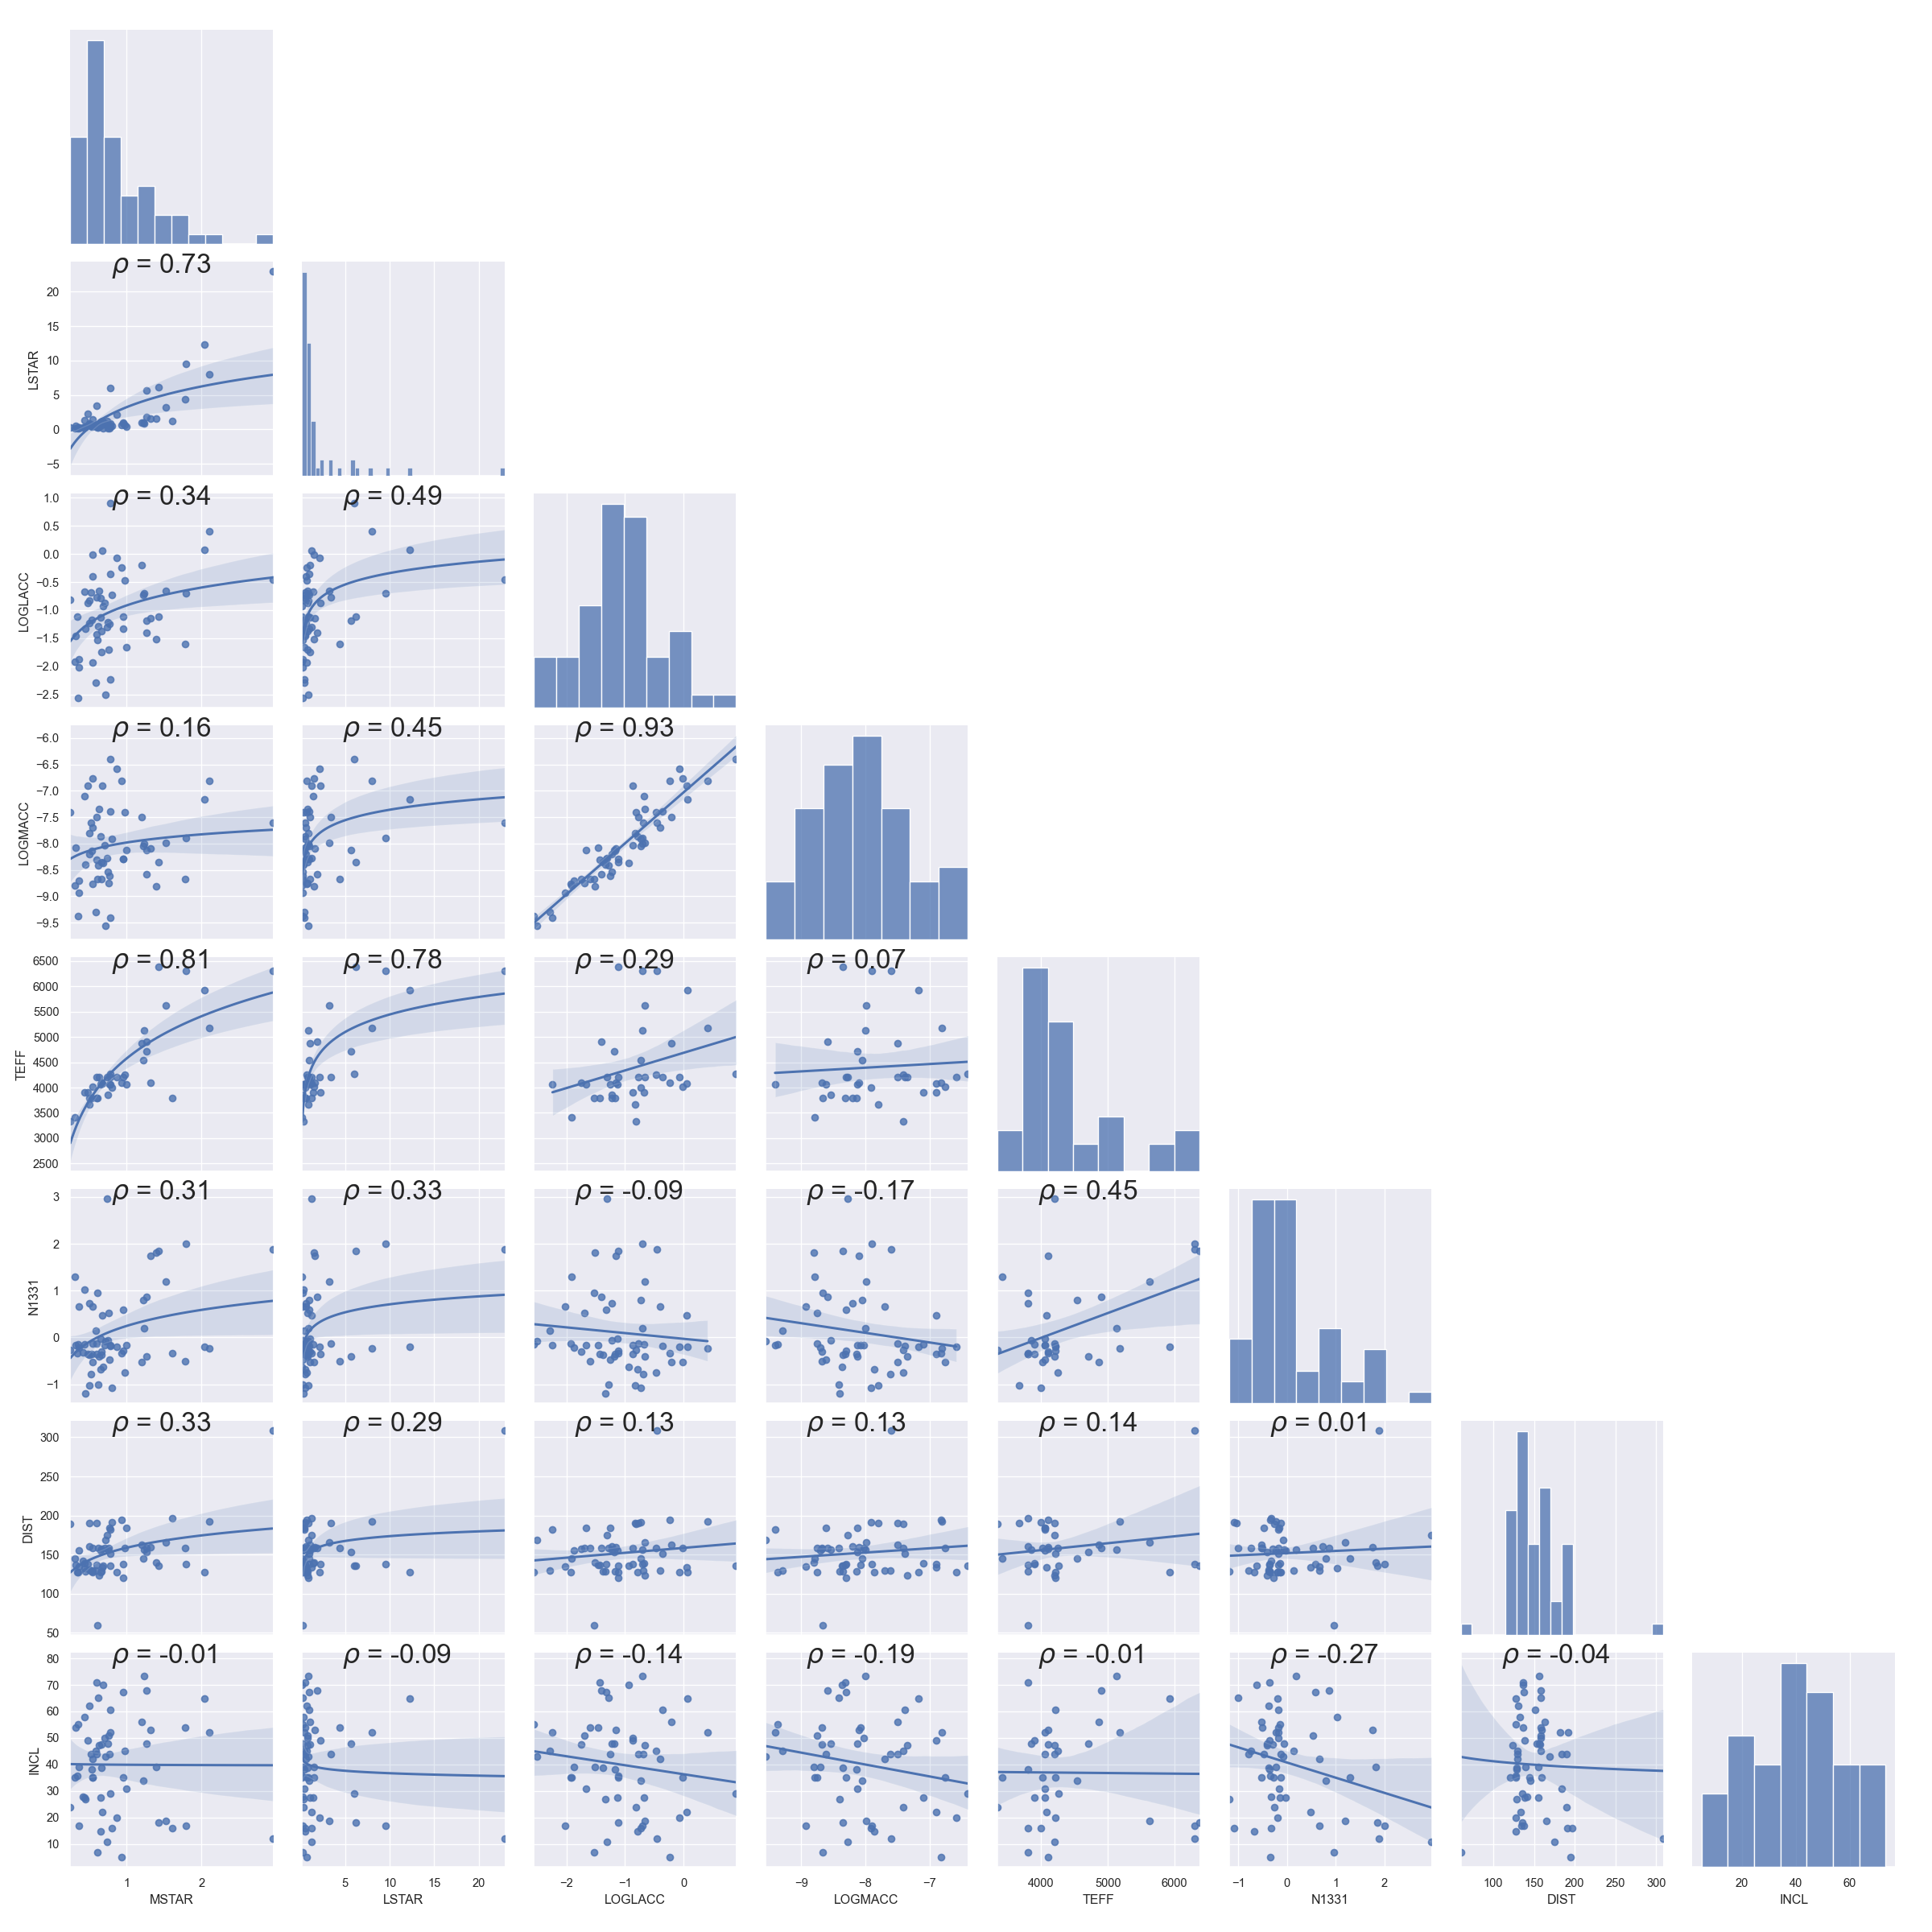 ρ = 0.73
20
15
10
5
0
−5
LSTAR
ρ = 0.34
ρ = 0.49
1.0
0.5
0.0
−0.5
−1.0
−1.5
−2.0
−2.5
LOGLACC
ρ = 0.16
ρ = 0.45
ρ = 0.93
−6.0
−6.5
−7.0
−7.5
−8.0
−8.5
−9.0
−9.5
LOGMACC
ρ = 0.81
ρ = 0.78
ρ = 0.29
ρ = 0.07
6500
6000
5500
5000
4500
4000
3500
3000
2500
TEFF
ρ = 0.31
ρ = 0.33
ρ = -0.09
ρ = -0.17
ρ = 0.45
3
2
1
0
−1
N1331
ρ = 0.33
ρ = 0.29
ρ = 0.13
ρ = 0.13
ρ = 0.14
ρ = 0.01
300
250
200
150
100
50
DIST
ρ = -0.01
ρ = -0.09
ρ = -0.14
ρ = -0.19
ρ = -0.01
ρ = -0.27
ρ = -0.04
80
70
60
50
40
30
20
10
INCL
1 2
5 10 15 20
−2 −1 0
−9 −8 −7
4000 5000 6000
−1 0 1 2
100 150 200 250 300
20 40 60
MSTAR
LSTAR
LOGLACC
LOGMACC
TEFF
N1331
DIST
INCL